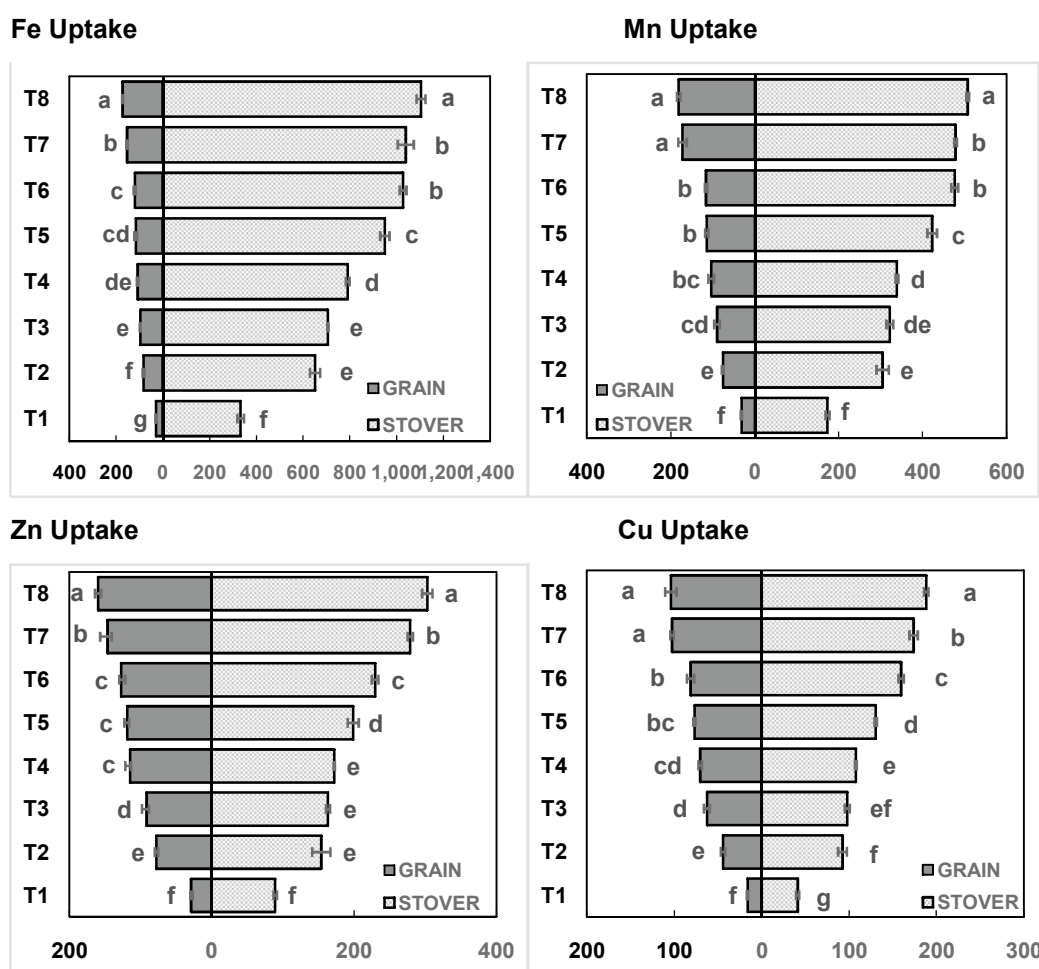 Fe Uptake
T8 a a
T7 b b
T6 c b
T5 cd c
T4 de d
T3 e e
T2 f e
T1 g f
GRAIN
STOVER
400 200 0 200 400 600 800 1,000 1,200 1,400
Mn Uptake
T8 a a
T7 a b
T6 b b
T5 b c
T4 bc d
T3 cd de
T2 e e
T1 f f
GRAIN
STOVER
400 200 0 200 400 600
Zn Uptake
T8 a a
T7 b b
T6 c c
T5 c d
T4 c e
T3 d e
T2 e e
T1 f f
GRAIN
STOVER
200 0 200 400
Cu Uptake
T8 a a
T7 a b
T6 b c
T5 bc d
T4 cd e
T3 d ef
T2 e f
T1 f g
GRAIN
STOVER
200 100 0 100 200 300